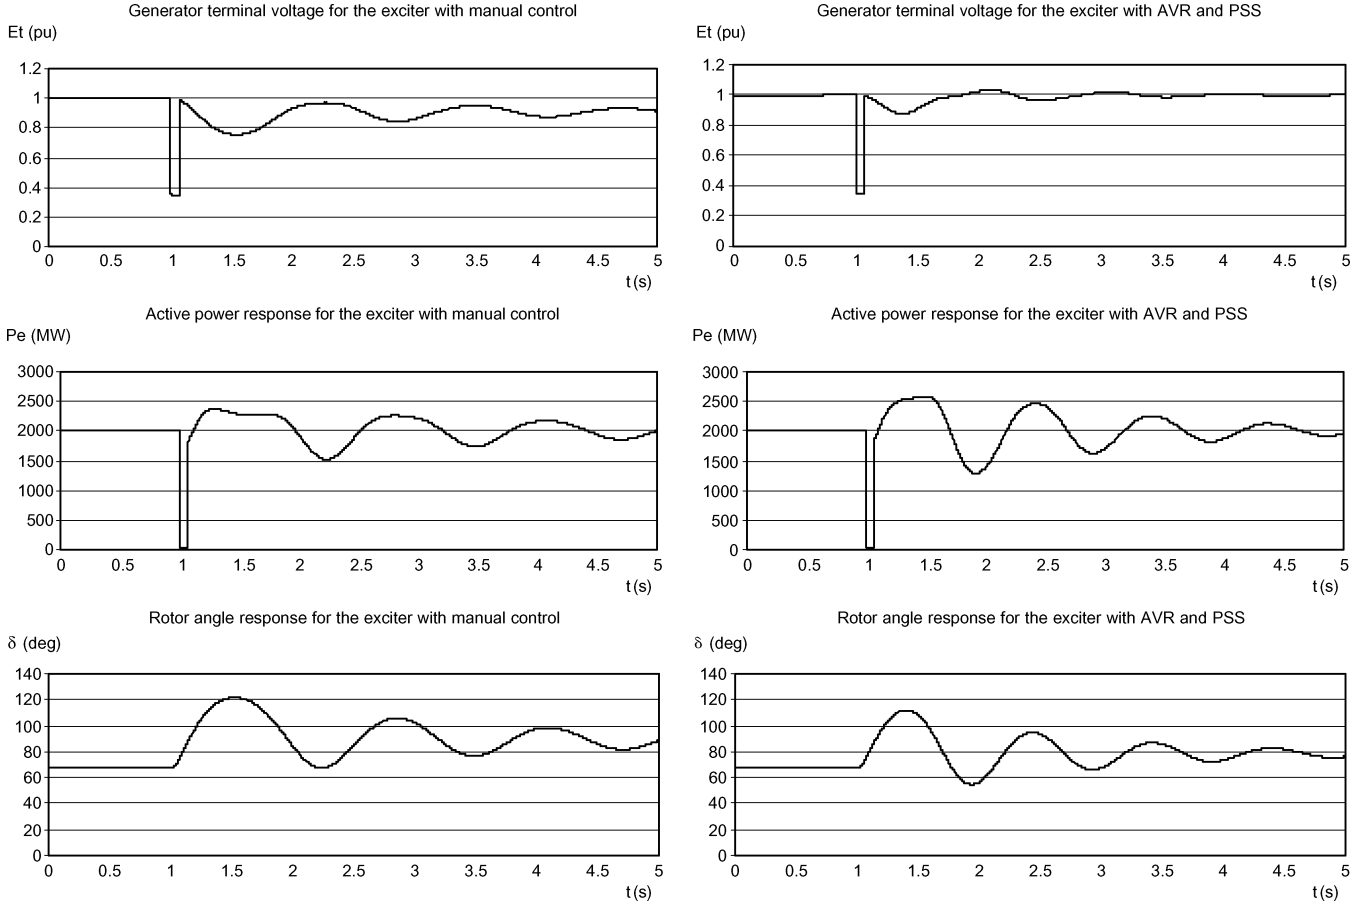 Generator terminal voltage for the exciter with manual control
Et (pu)
1.2
1
0.8
0.6
0.4
0.2
0
0 0.5 1 1.5 2 2.5 3 3.5 4 4.5 5
t (s)
Generator terminal voltage for the exciter with AVR and PSS
Et (pu)
1.2
1
0.8
0.6
0.4
0.2
0
0 0.5 1 1.5 2 2.5 3 3.5 4 4.5 5
t (s)
Active power response for the exciter with manual control
Pe (MW)
3000
2500
2000
1500
1000
500
0
0 0.5 1 1.5 2 2.5 3 3.5 4 4.5 5
t (s)
Active power response for the exciter with AVR and PSS
Pe (MW)
3000
2500
2000
1500
1000
500
0
0 0.5 1 1.5 2 2.5 3 3.5 4 4.5 5
t (s)
Rotor angle response for the exciter with manual control
δ (deg)
140
120
100
80
60
40
20
0
0 0.5 1 1.5 2 2.5 3 3.5 4 4.5 5
t (s)
Rotor angle response for the exciter with AVR and PSS
δ (deg)
140
120
100
80
60
40
20
0
0 0.5 1 1.5 2 2.5 3 3.5 4 4.5 5
t (s)